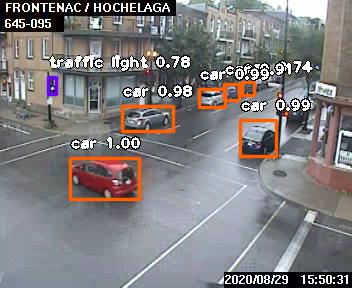 FRONTENAC / HOCHELAGA
645-095
traffic light 0.78
car 0.99
car 0.98
car 0.99
car 1.00
2020/08/29 15:50:31